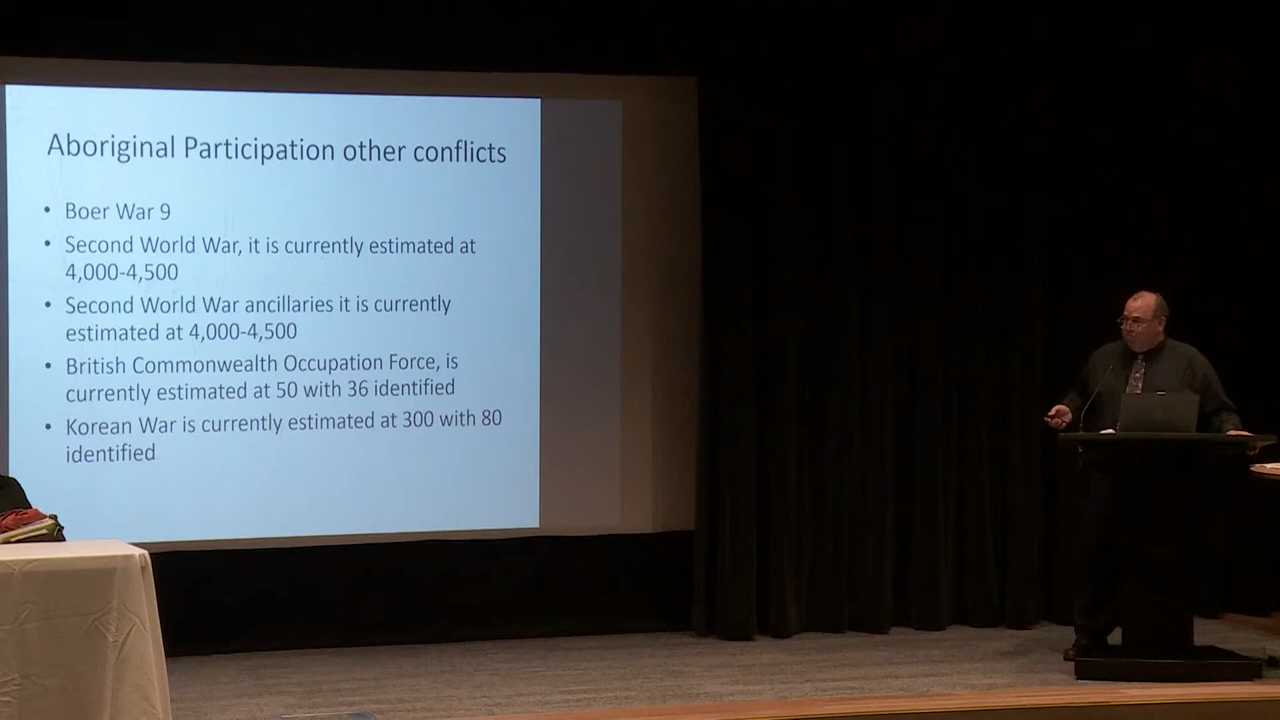 Aboriginal Participation other conflicts
• Boer War 9
• Second World War, it is currently estimated at
4,000-4,500
• Second World War ancillaries it is currently
estimated at 4,000-4,500
• British Commonwealth Occupation Force, is
currently estimated at 50 with 36 identified
• Korean War is currently estimated at 300 with 80
identified